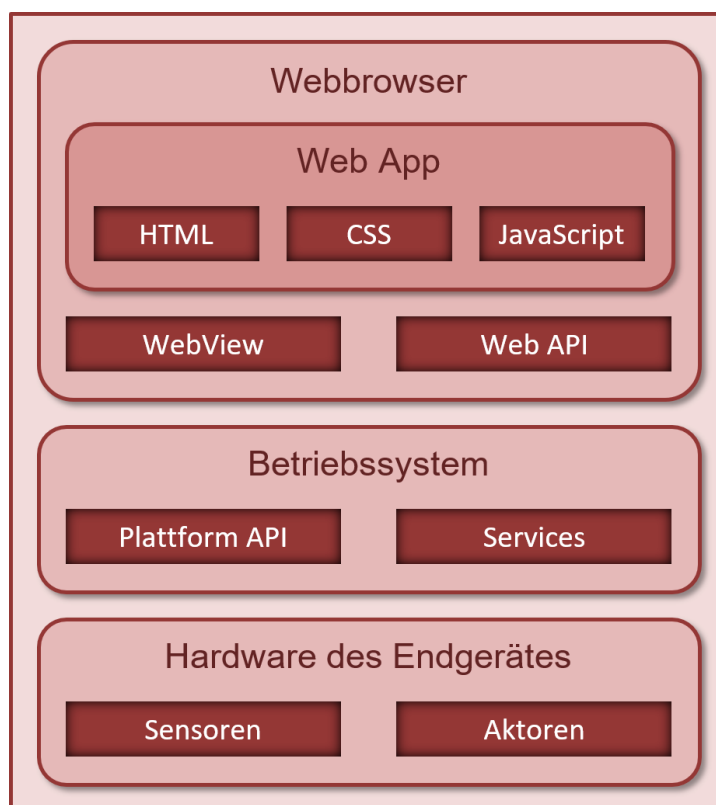 Webbrowser
Web App
HTML CSS JavaScript
WebView Web API
Betriebssystem
Plattform API Services
Hardware des Endgerätes
Sensoren Aktoren